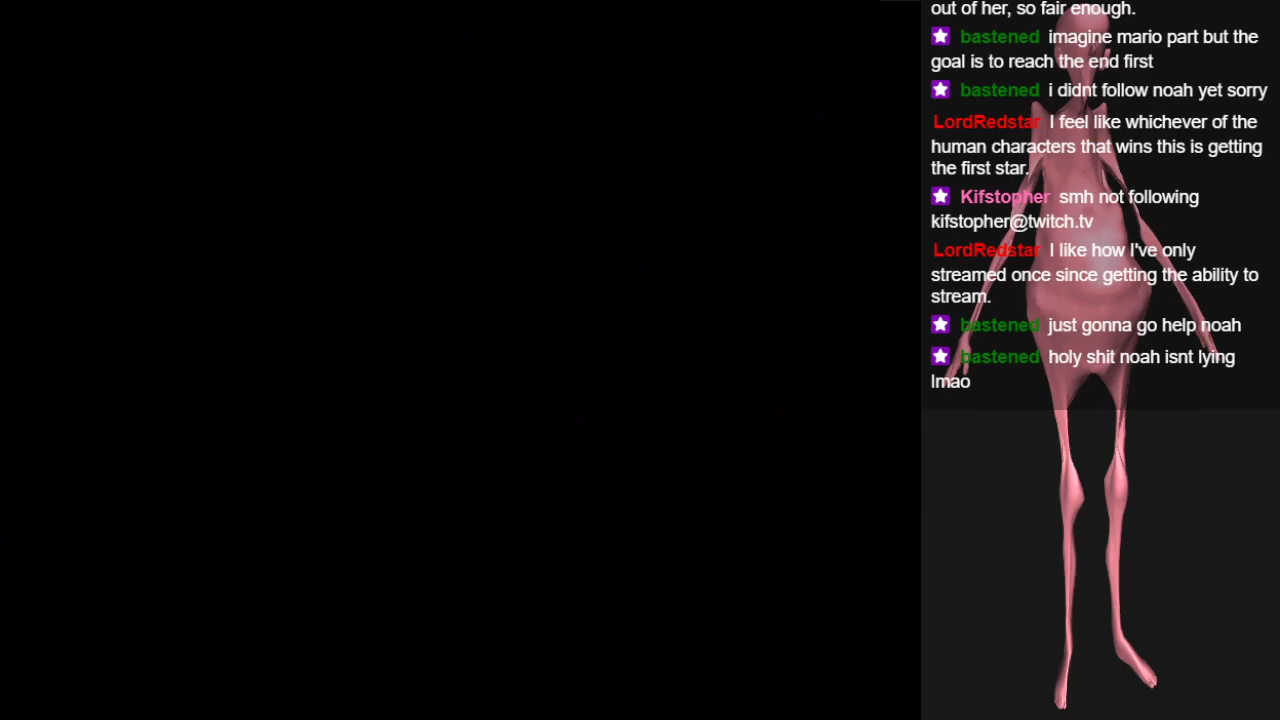 out of her, so fair enough.
bastened imagine mario part but the
goal is to reach the end first
bastened i didnt follow noah yet sorry
LordRedstar I feel like whichever of the
human characters that wins this is getting
the first star.
Kifstopher smh not following
kifstopher@twitch.tv
LordRedstar I like how I've only
streamed once since getting the ability to
stream.
bastened just gonna go help noah
bastened holy shit noah isnt lying
lmao